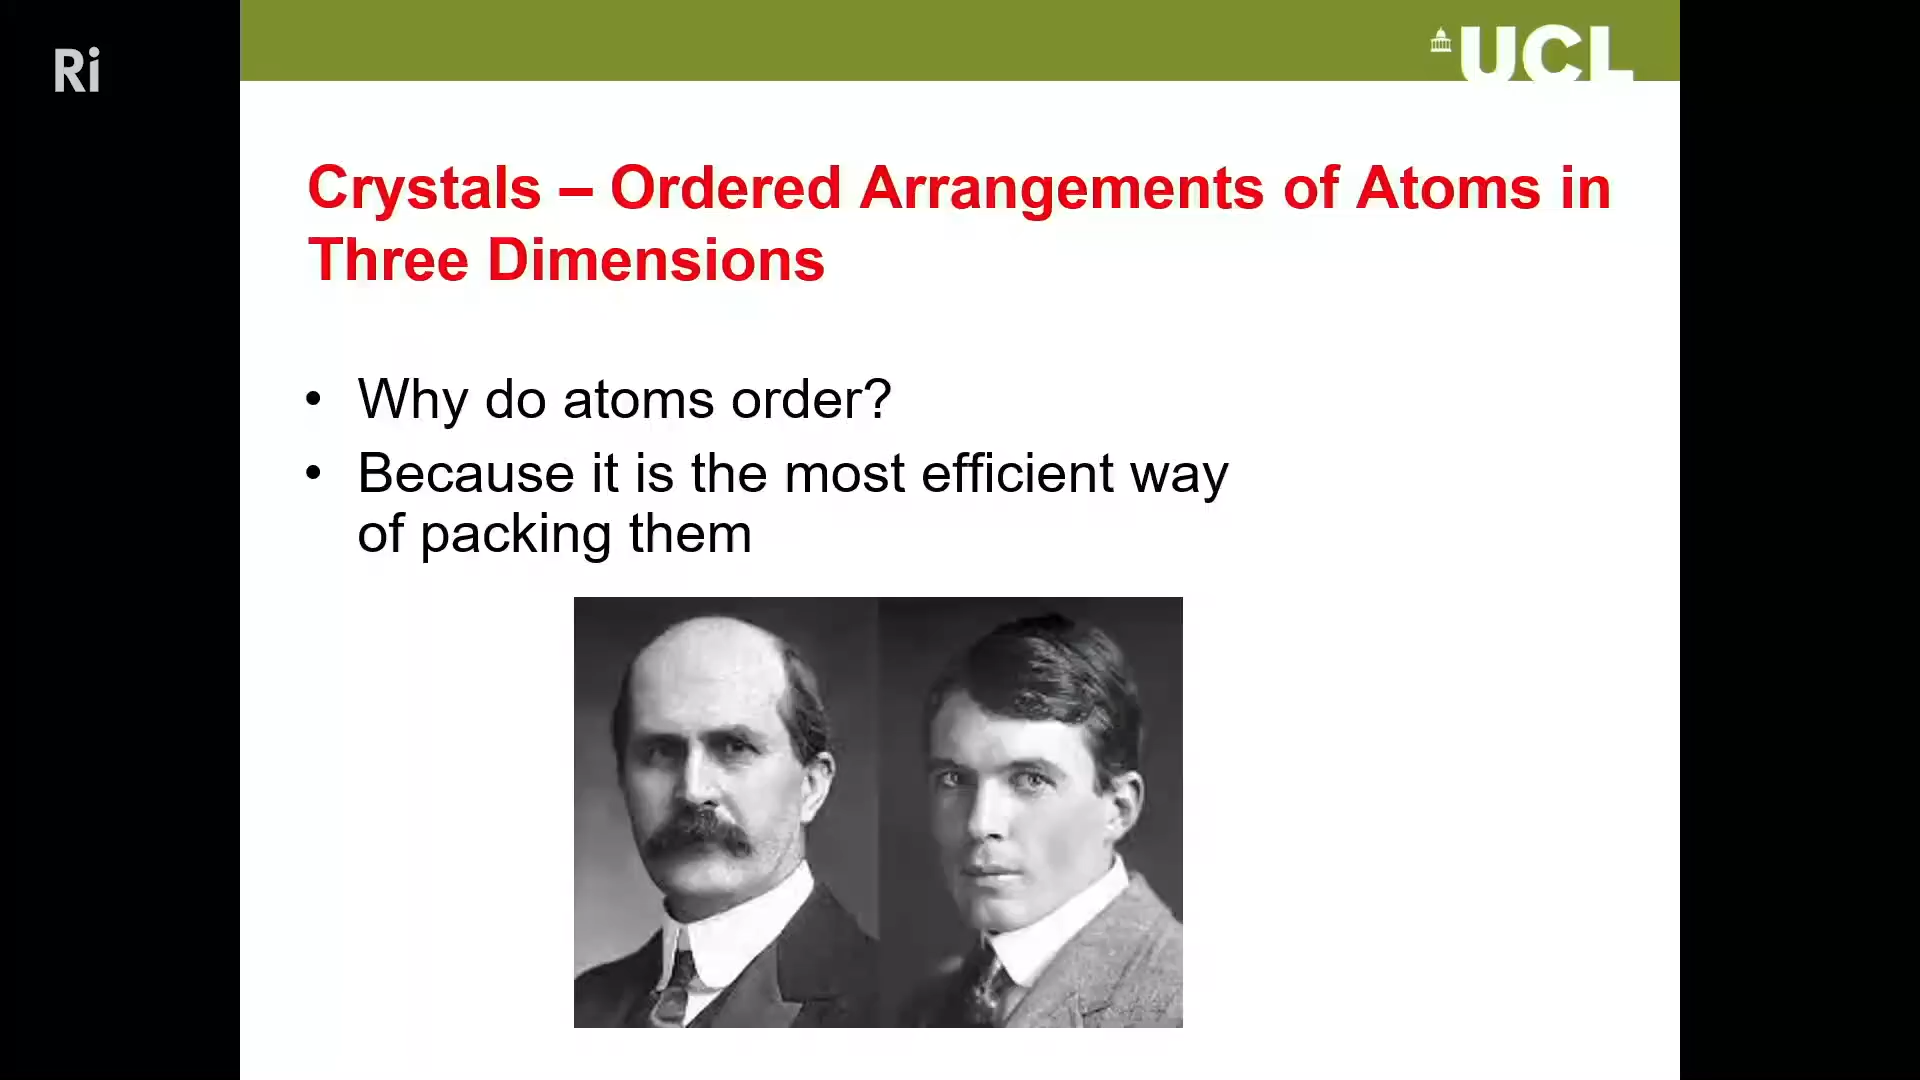 Ri
UCL
Crystals – Ordered Arrangements of Atoms in
Three Dimensions
• Why do atoms order?
• Because it is the most efficient way
of packing them